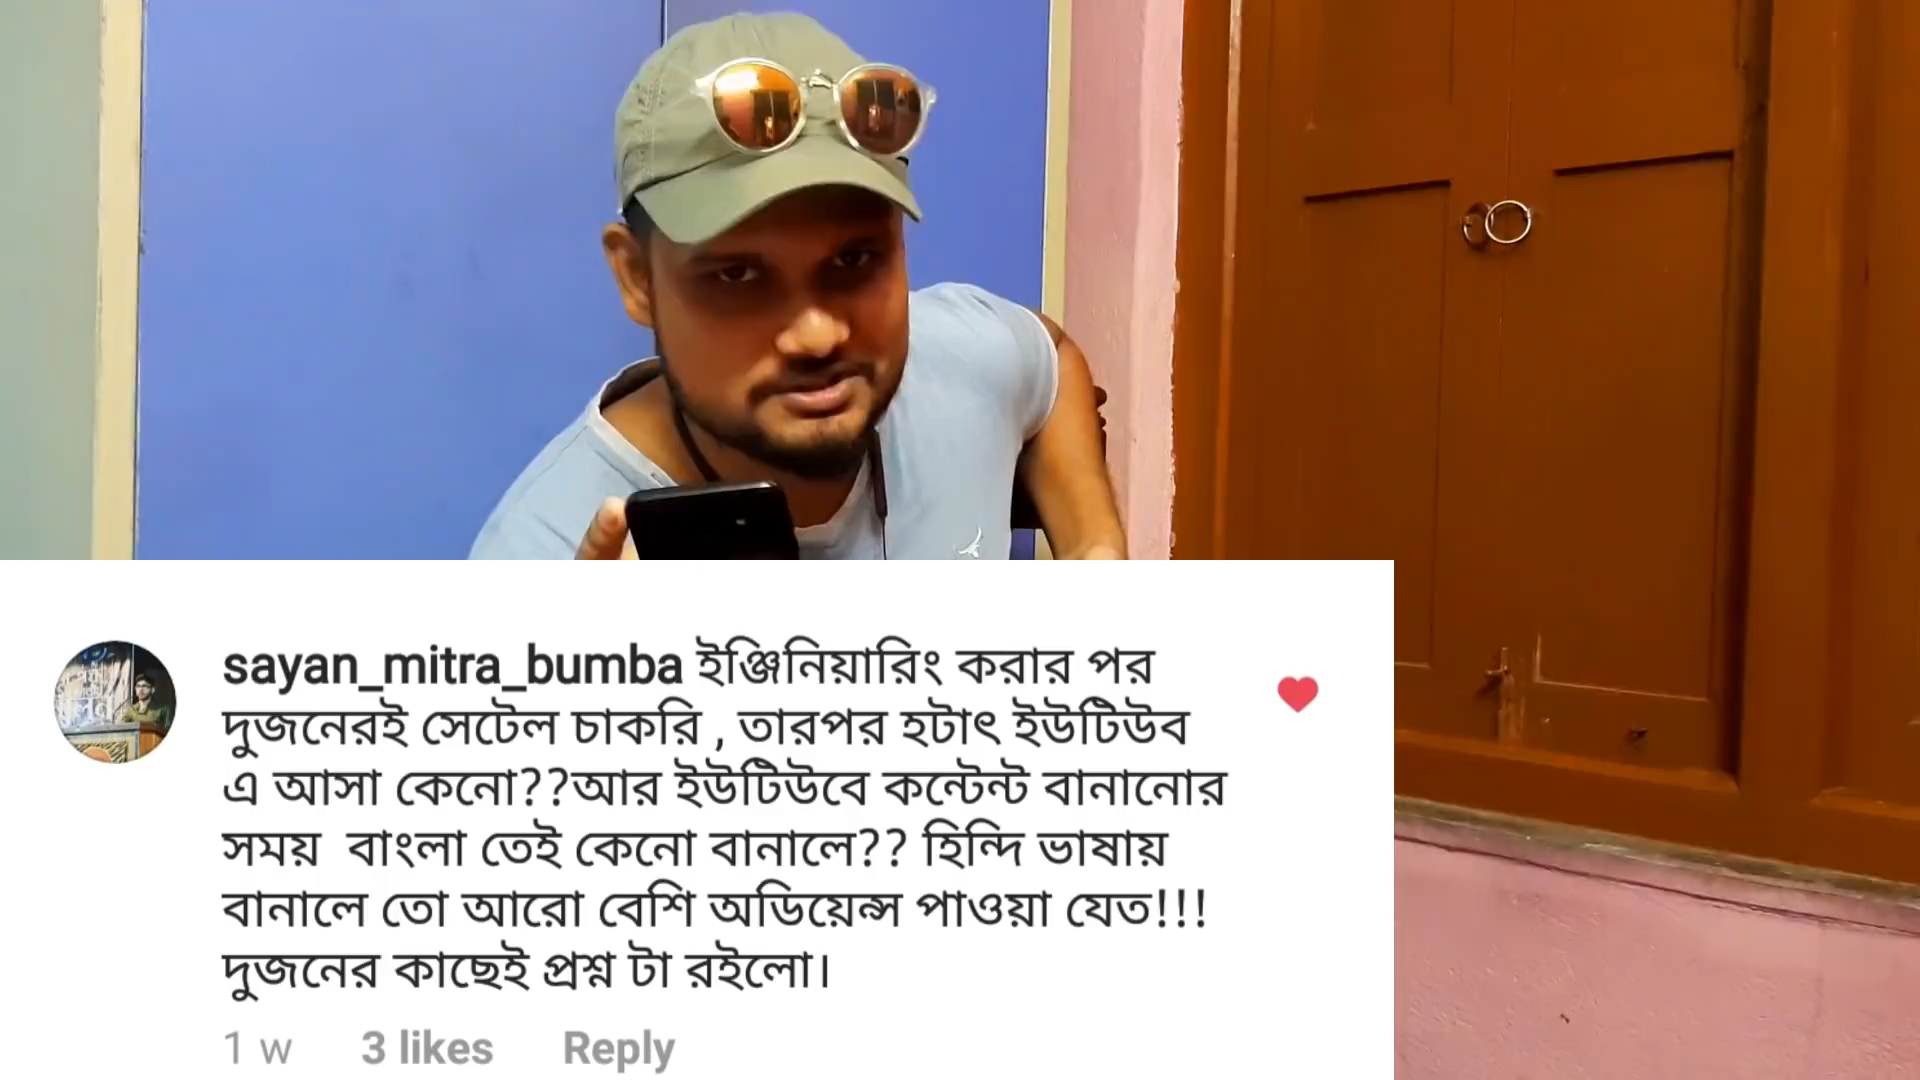 sayan_mitra_bumba ইঞ্জিনিয়ারিং করার পর
দুজনেরই সেটেল চাকরি , তারপর হটাৎ ইউটিউব
এ আসা কেনো??আর ইউটিউবে কন্টেন্ট বানানোর
সময় বাংলা তেই কেনো বানালে?? হিন্দি ভাষায়
বানালে তো আরো বেশি অডিয়েন্স পাওয়া যেত!!!
দুজনের কাছেই প্রশ্ন টা রইলো।
1 w 3 likes Reply